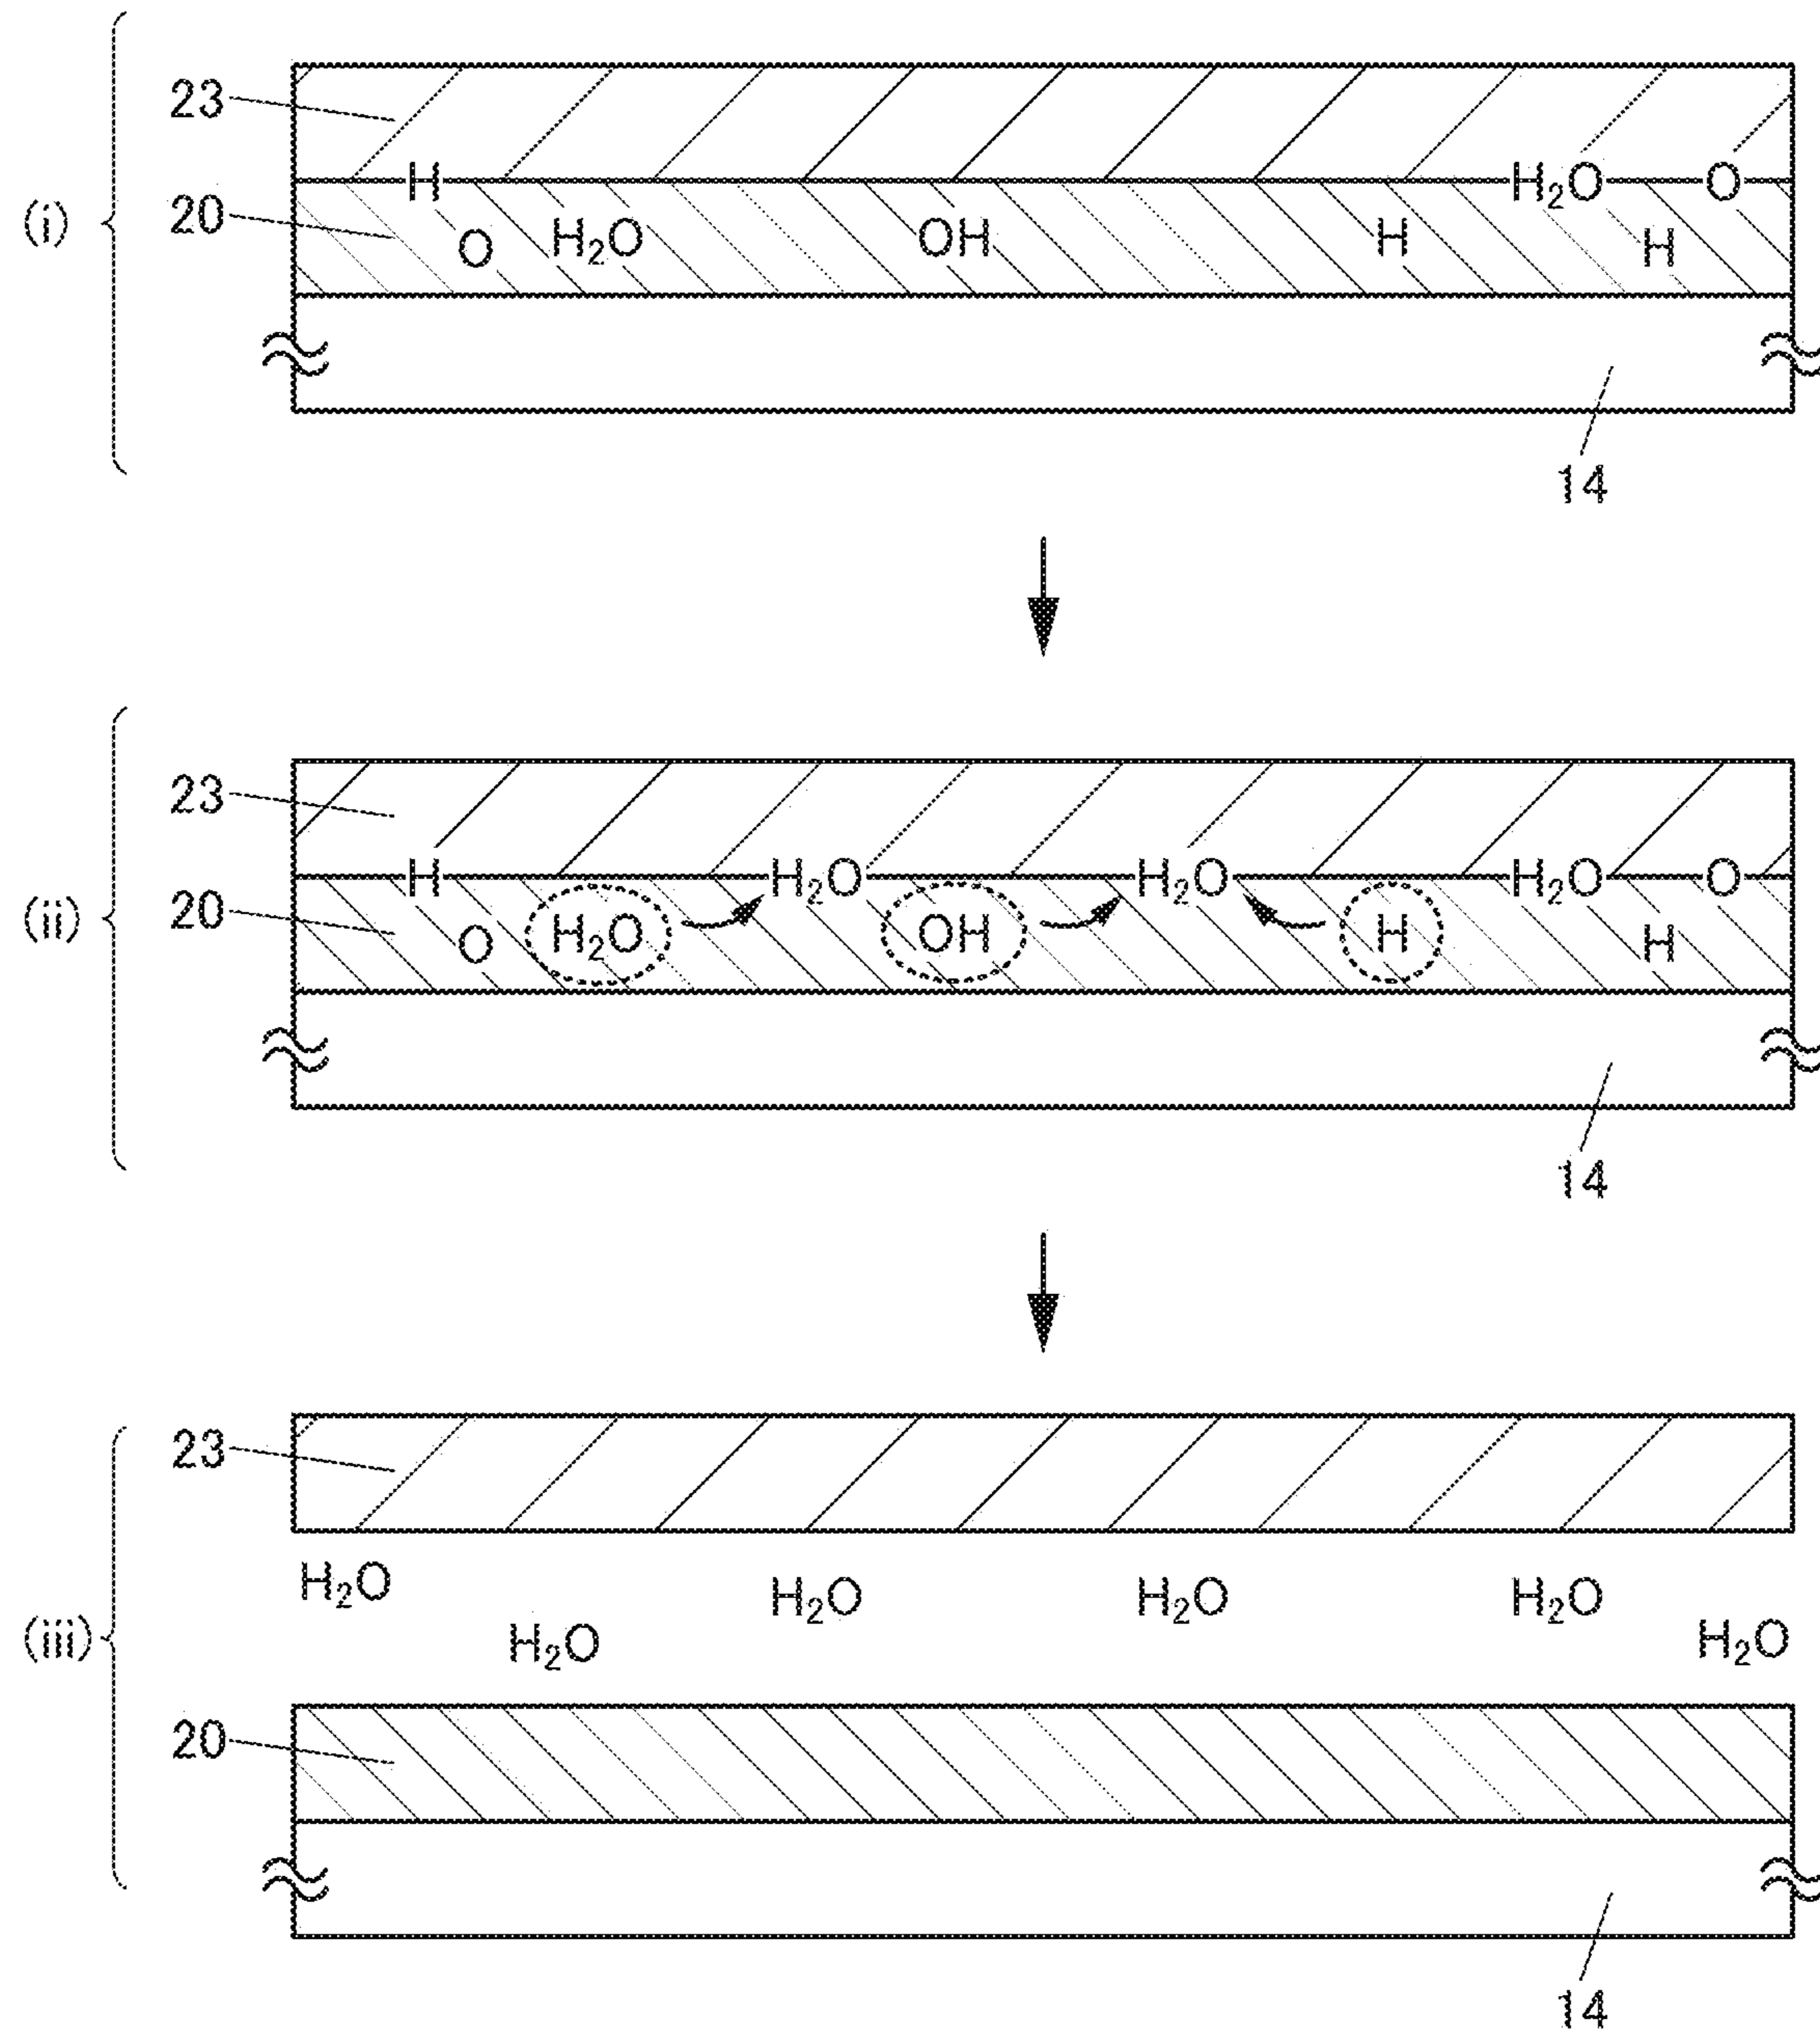 23
H H₂O O
(i)
20
O H₂O OH H H
14
23
H H₂O H₂O H₂O O
(ii)
20
O H₂O OH H H
14
23
H₂O H₂O H₂O H₂O
(iii)
H₂O H₂O
20
14